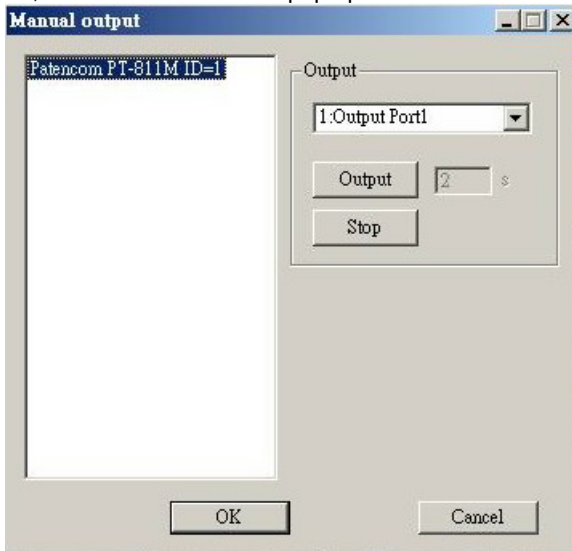 Manual output
Patencom PT-811M ID=1
Output
1:Output Port1
Output
2 s
Stop
OK
Cancel